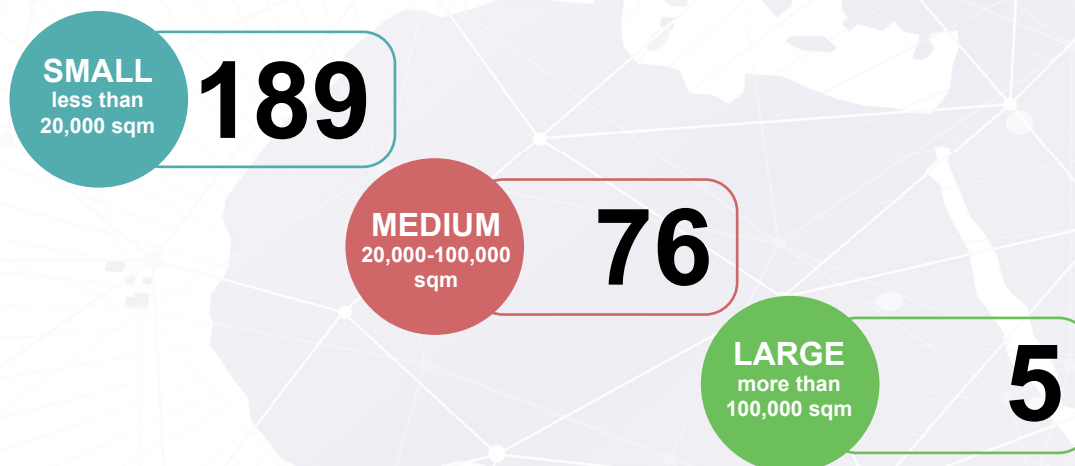 SMALL
less than
20,000 sqm
189
MEDIUM
20,000-100,000
sqm
76
LARGE
more than
100,000 sqm
5